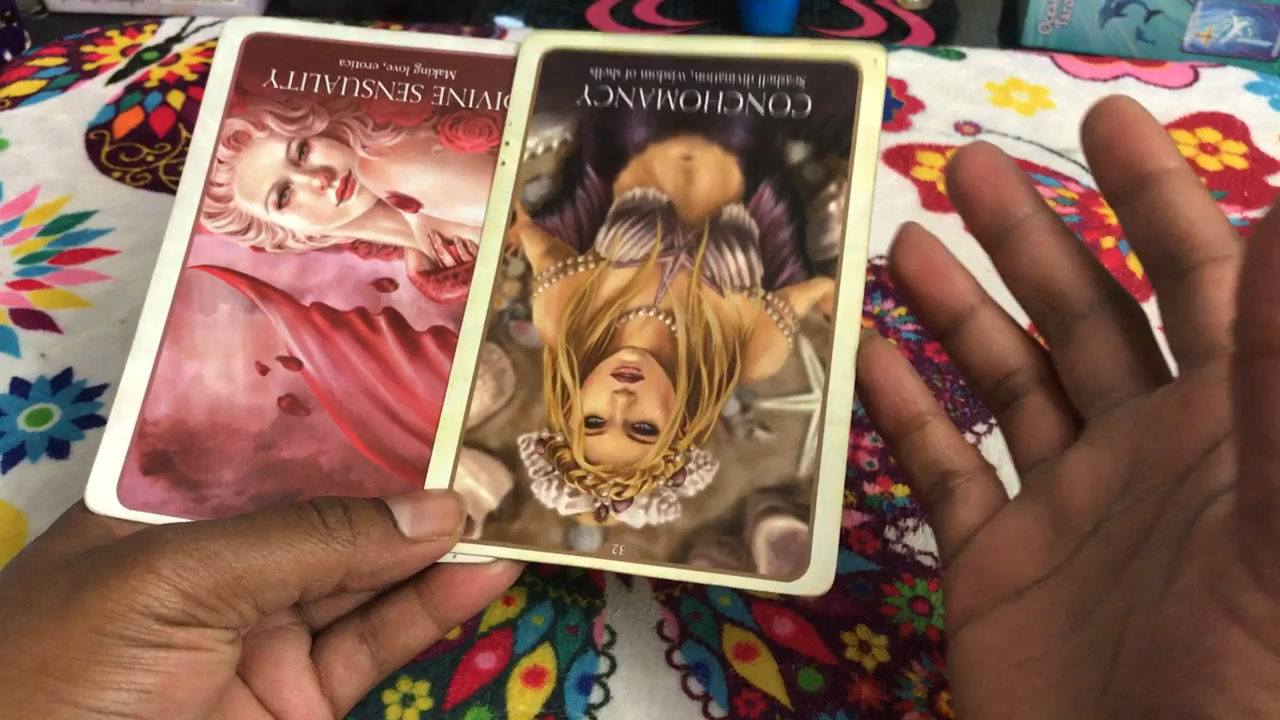 DIVINE SENSUALITY
Making love, erotica
CONCHOMANCY
Seashell divination, wisdom of shells
32